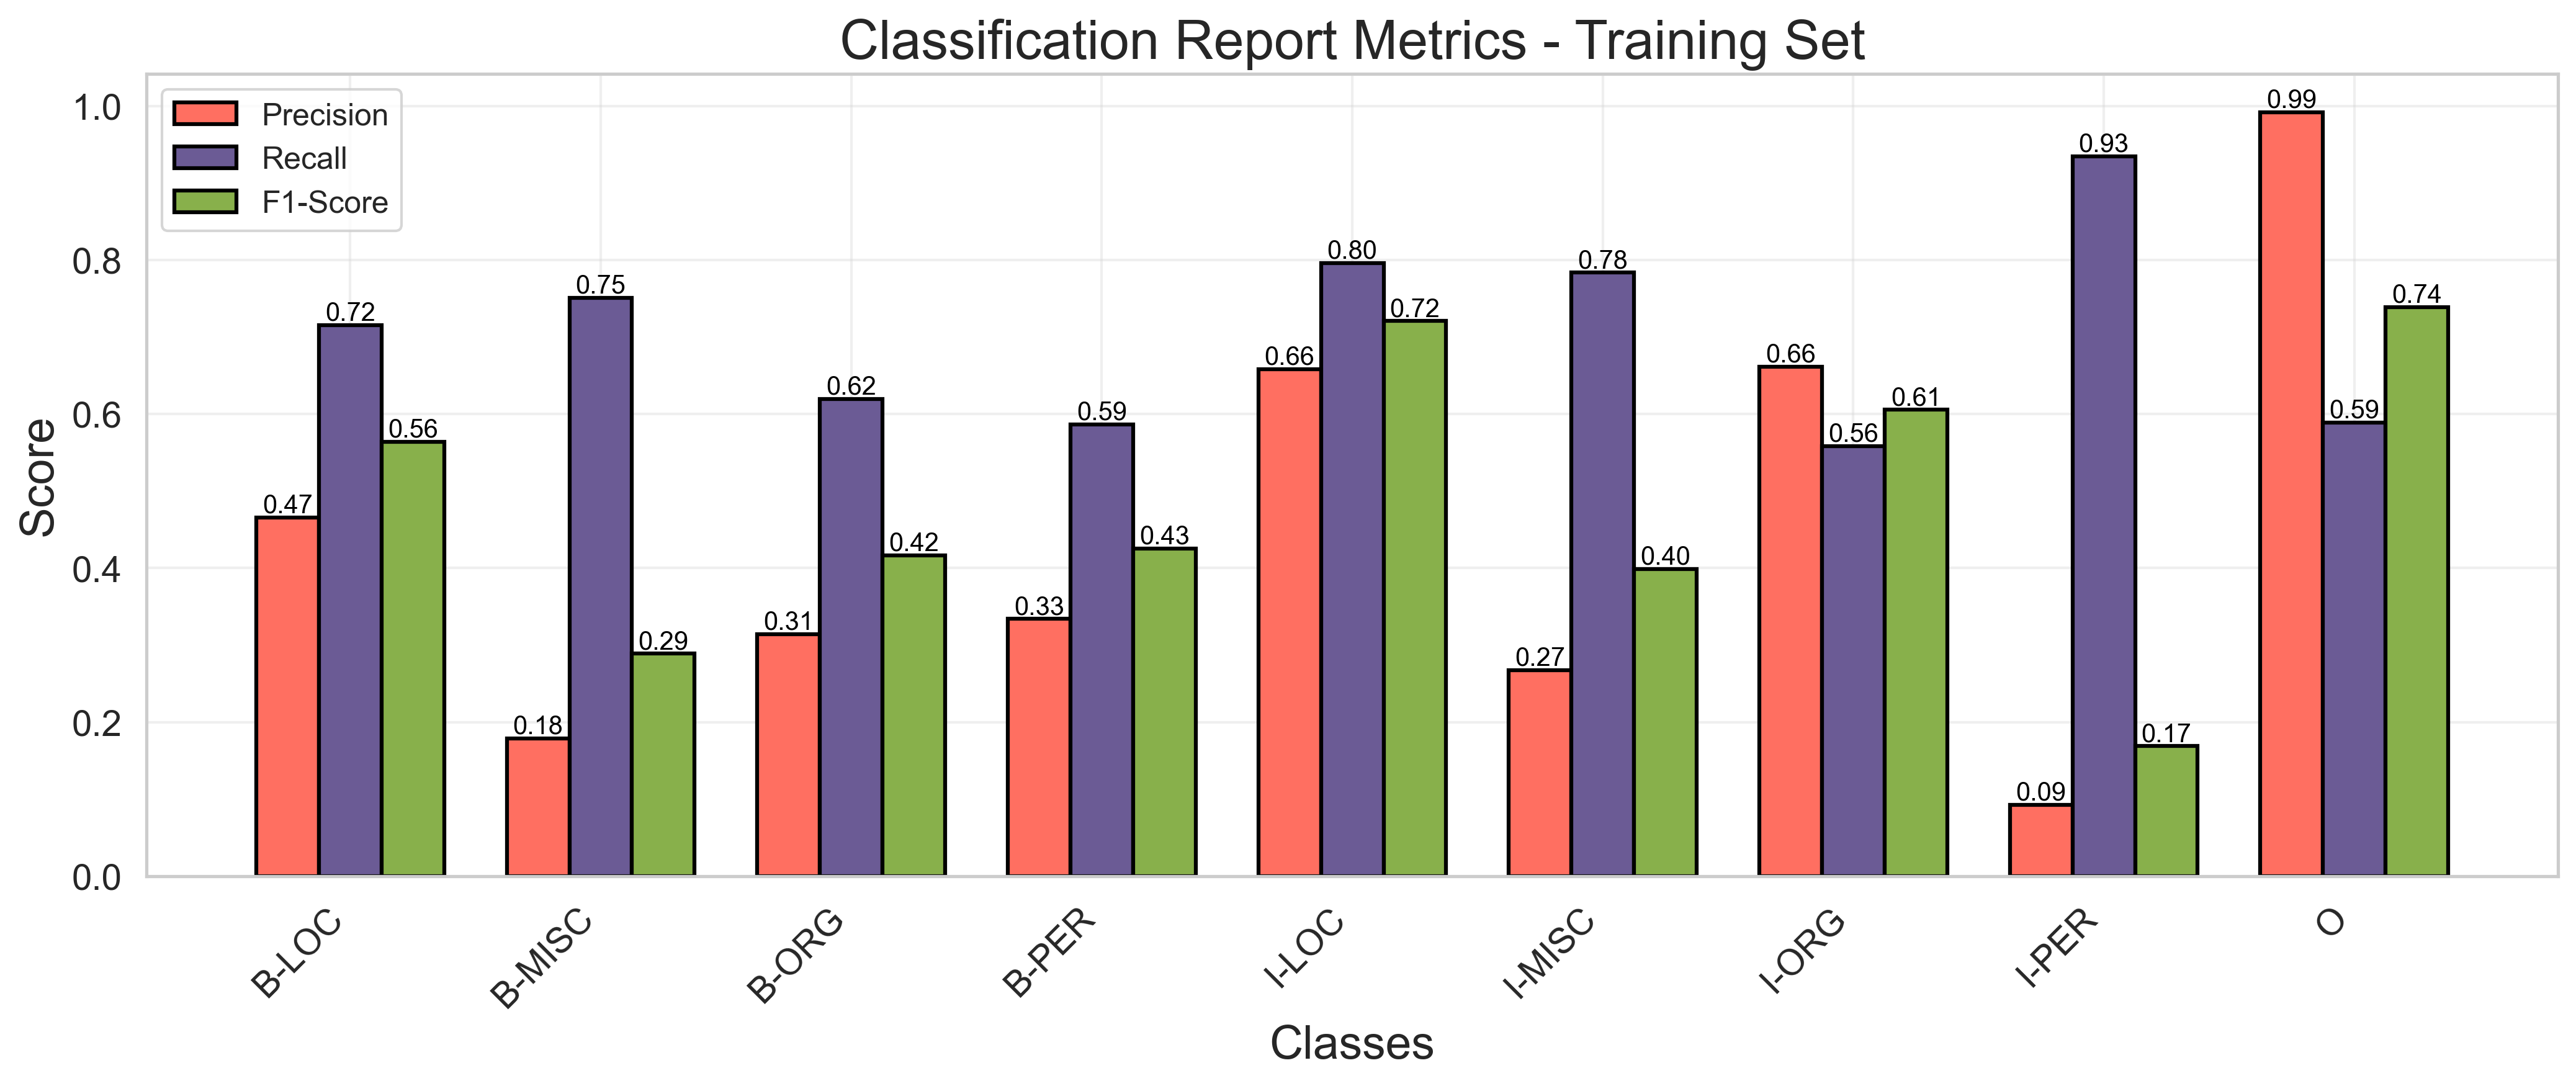 Classification Report Metrics - Training Set
Precision
Recall
F1-Score
Score
1.0
0.8
0.6
0.4
0.2
0.0
0.47
0.72
0.56
0.18
0.75
0.29
0.31
0.62
0.42
0.33
0.59
0.43
0.66
0.80
0.72
0.27
0.78
0.40
0.66
0.56
0.61
0.09
0.93
0.17
0.99
0.59
0.74
B-LOC
B-MISC
B-ORG
B-PER
I-LOC
I-MISC
I-ORG
I-PER
O
Classes